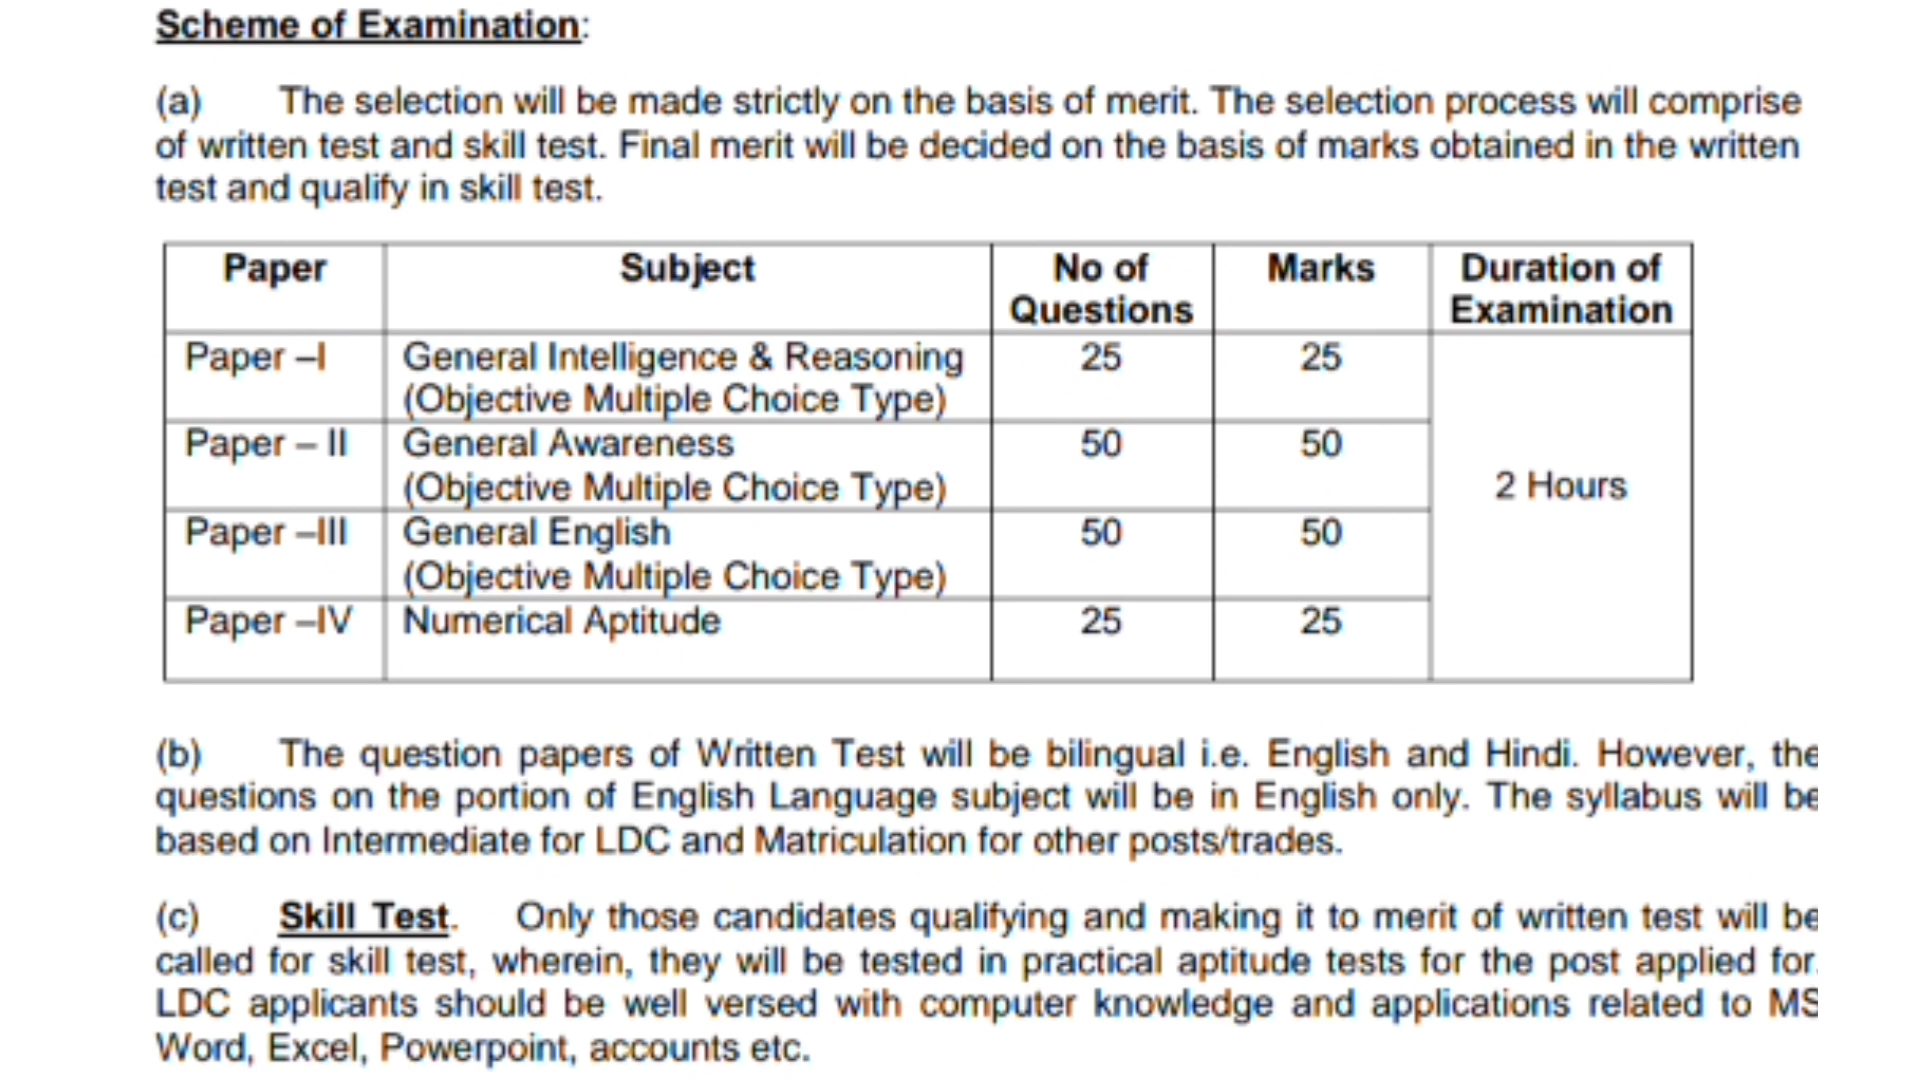 Scheme of Examination:
(a) The selection will be made strictly on the basis of merit. The selection process will comprise
of written test and skill test. Final merit will be decided on the basis of marks obtained in the written
test and qualify in skill test.
Paper Subject No of Marks Duration of
Questions Examination
Paper –I General Intelligence & Reasoning 25 25
(Objective Multiple Choice Type)
Paper – II General Awareness 50 50
(Objective Multiple Choice Type) 2 Hours
Paper –III General English 50 50
(Objective Multiple Choice Type)
Paper –IV Numerical Aptitude 25 25
(b) The question papers of Written Test will be bilingual i.e. English and Hindi. However, the
questions on the portion of English Language subject will be in English only. The syllabus will be
based on Intermediate for LDC and Matriculation for other posts/trades.
(c) Skill Test. Only those candidates qualifying and making it to merit of written test will be
called for skill test, wherein, they will be tested in practical aptitude tests for the post applied for.
LDC applicants should be well versed with computer knowledge and applications related to MS
Word, Excel, Powerpoint, accounts etc.